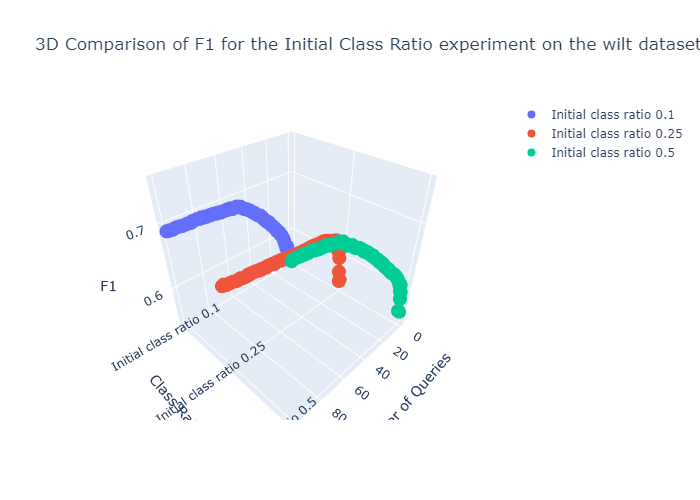 3D Comparison of F1 for the Initial Class Ratio experiment on the wilt dataset
Initial class ratio 0.1
Initial class ratio 0.25
Initial class ratio 0.5
0.7
0.6
F1
Initial class ratio 0.1
Initial class ratio 0.25
0.5
0
20
40
60
80
of Queries